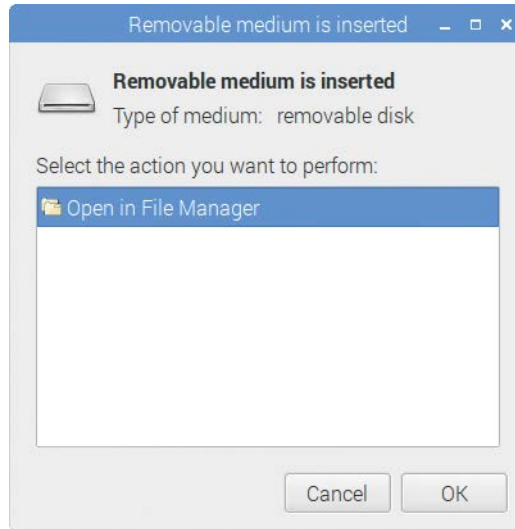 Removable medium is inserted
Removable medium is inserted
Type of medium: removable disk
Select the action you want to perform:
Open in File Manager
Cancel OK